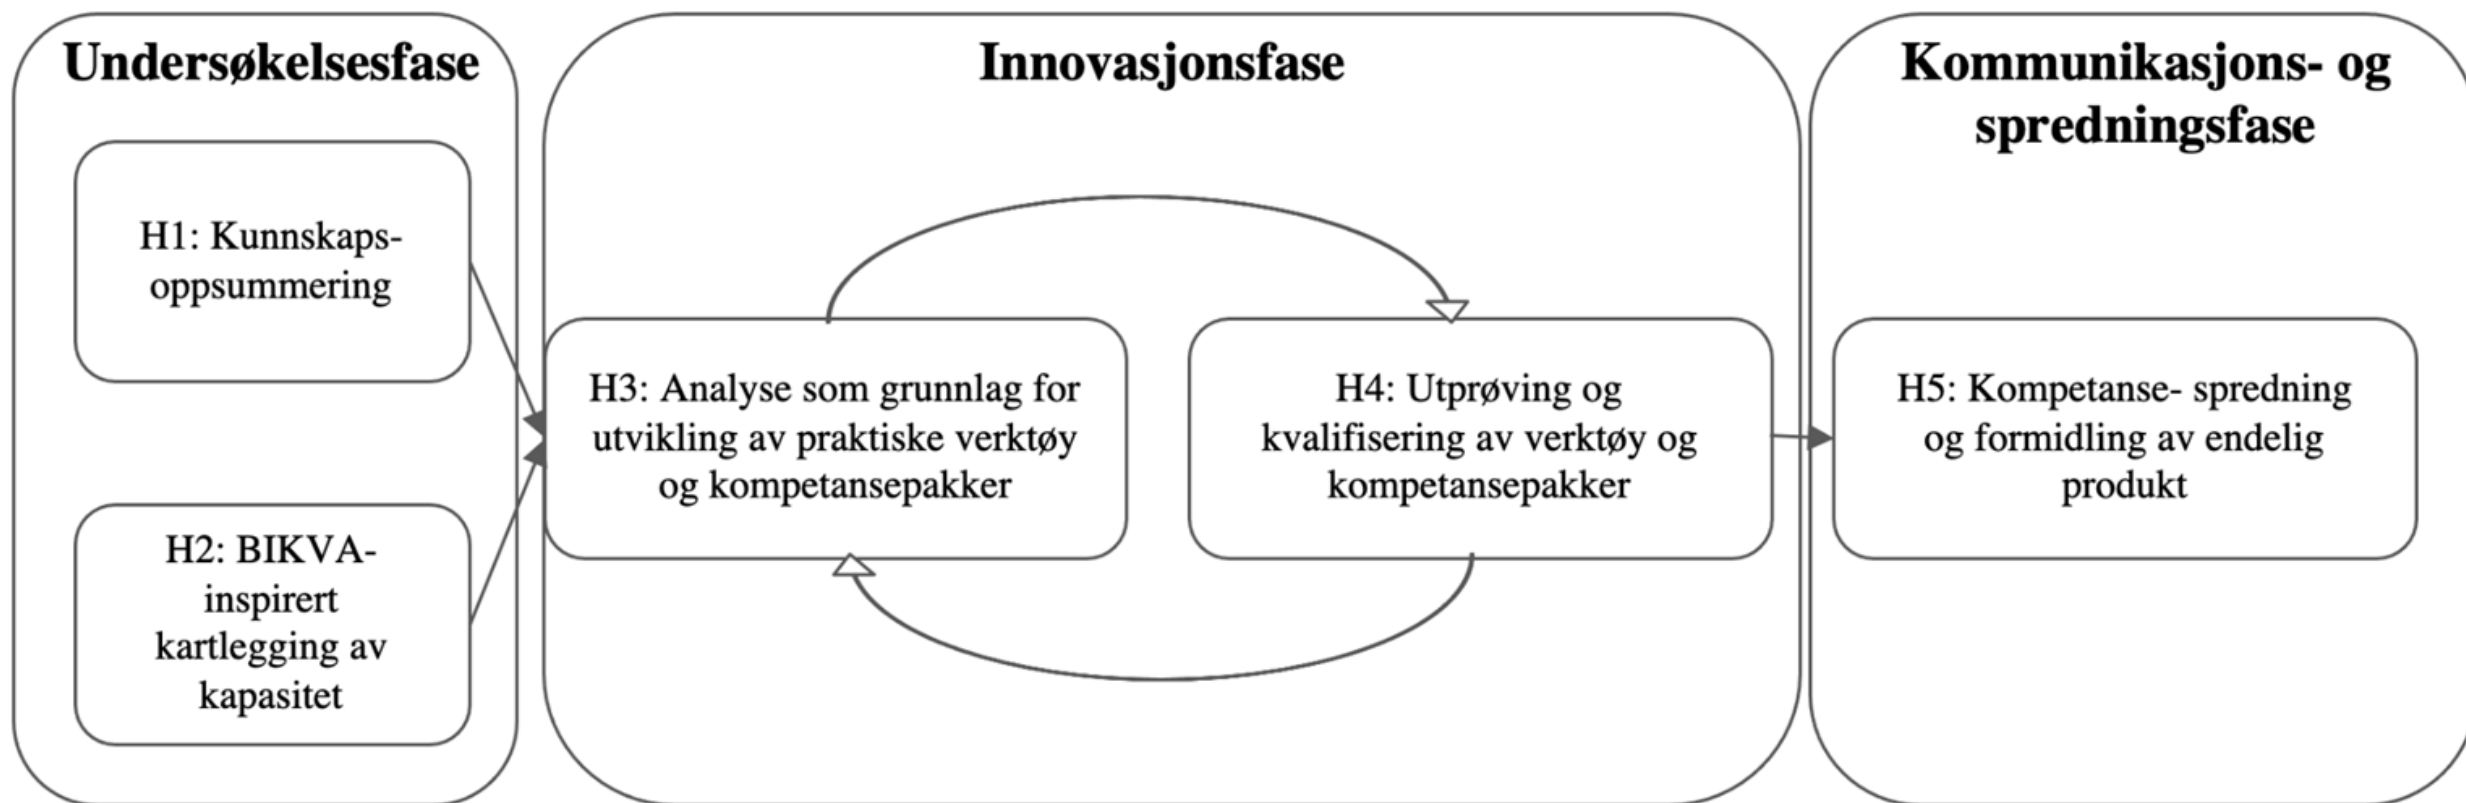 Undersøkelsesfase
H1: Kunnskaps-
oppsummering
H2: BIKVA-
inspirert
kartlegging av
kapasitet
Innovasjonsfase
H3: Analyse som grunnlag for
utvikling av praktiske verktøy
og kompetansepakker
H4: Utprøving og
kvalifisering av verktøy og
kompetansepakker
Kommunikasjons- og
spredningsfase
H5: Kompetanse- spredning
og formidling av endelig
produkt